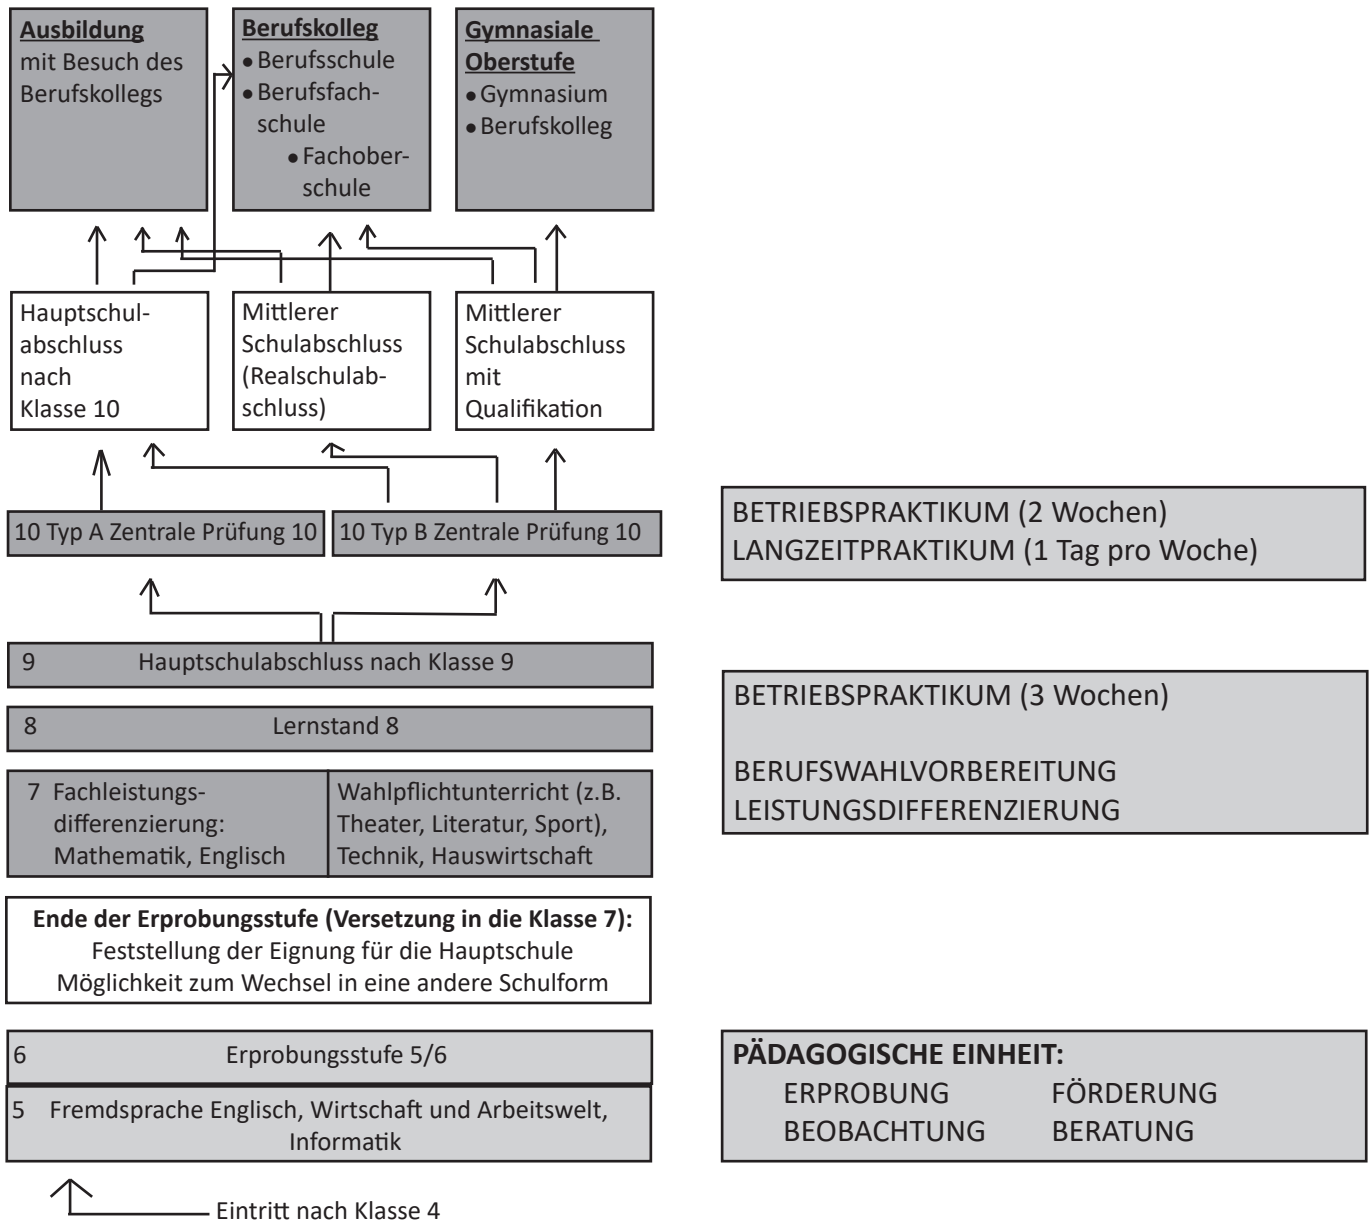 Ausbildung
mit Besuch des
Berufskollegs
Berufskolleg
• Berufsschule
• Berufsfach-
schule
• Fachober-
schule
Gymnasiale
Oberstufe
• Gymnasium
• Berufskolleg
Hauptschul-
abschluss
nach
Klasse 10
Mittlerer
Schulabschluss
(Realschulab-
schluss)
Mittlerer
Schulabschluss
mit
Qualifikation
10 Typ A Zentrale Prüfung 10
10 Typ B Zentrale Prüfung 10
BETRIEBSPRAKTIKUM (2 Wochen)
LANGZEITPRAKTIKUM (1 Tag pro Woche)
9 Hauptschulabschluss nach Klasse 9
8 Lernstand 8
7 Fachleistungs-
differenzierung:
Mathematik, Englisch
Wahlpflichtunterricht (z.B.
Theater, Literatur, Sport),
Technik, Hauswirtschaft
BETRIEBSPRAKTIKUM (3 Wochen)
BERUFSWAHLVORBEREITUNG
LEISTUNGSDIFFERENZIERUNG
Ende der Erprobungsstufe (Versetzung in die Klasse 7):
Feststellung der Eignung für die Hauptschule
Möglichkeit zum Wechsel in eine andere Schulform
6 Erprobungsstufe 5/6
5 Fremdsprache Englisch, Wirtschaft und Arbeitswelt,
Informatik
PÄDAGOGISCHE EINHEIT:
ERPROBUNG FÖRDERUNG
BEOBACHTUNG BERATUNG
Eintritt nach Klasse 4